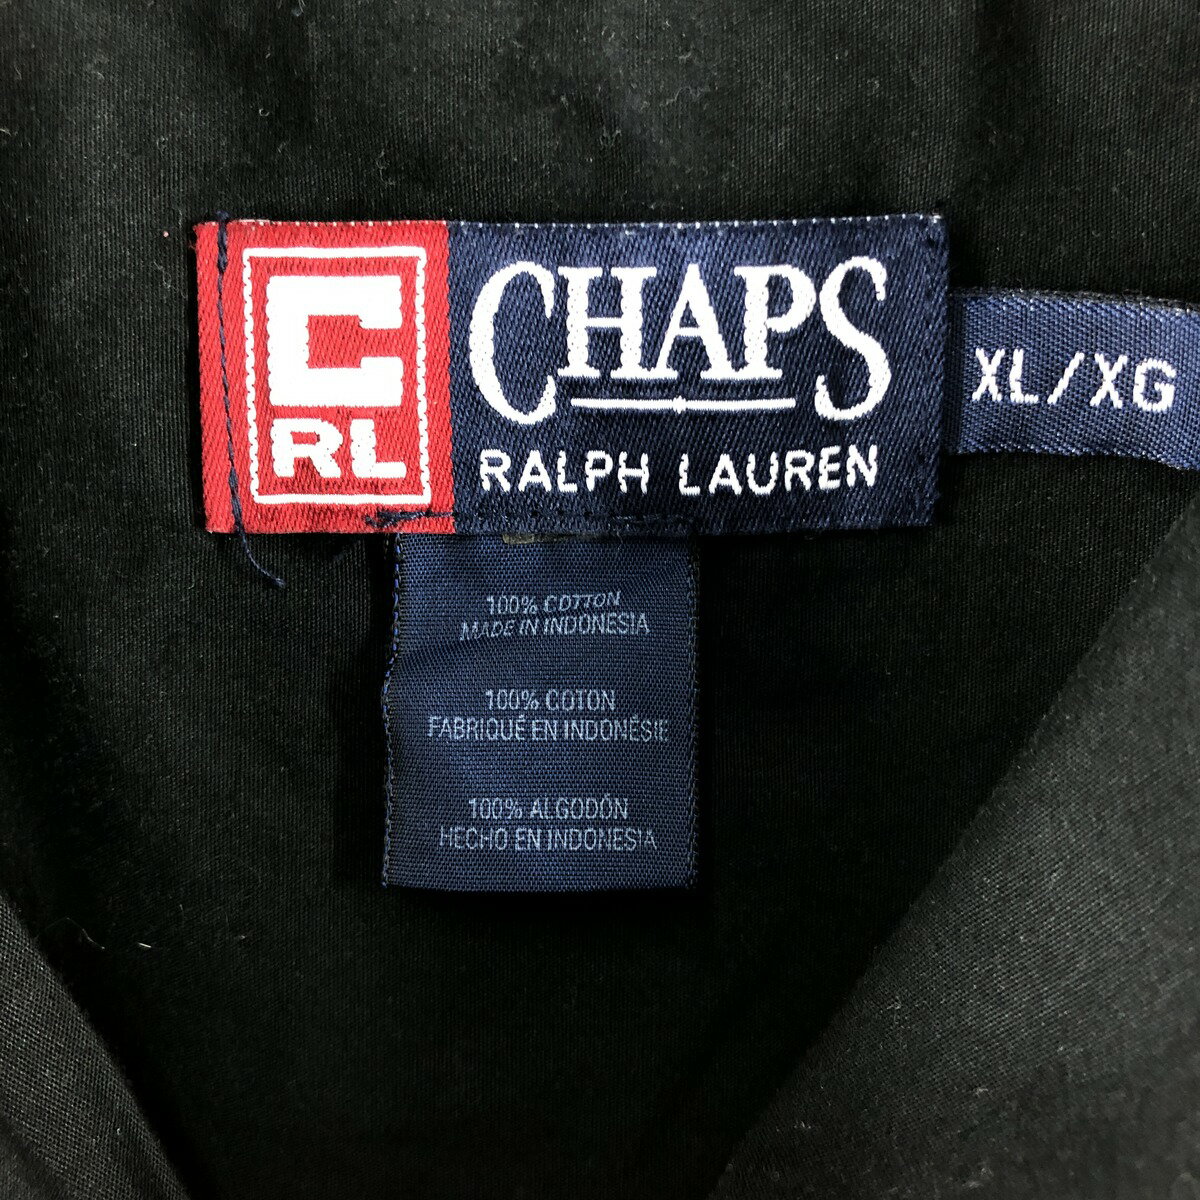 C
RL
CHAPS
RALPH LAUREN
XL/XG
100% COTTON
MADE IN INDONESIA
100% COTON
FABRIQUÉ EN INDONÉSIE
100% ALGODÓN
HECHO EN INDONESIA